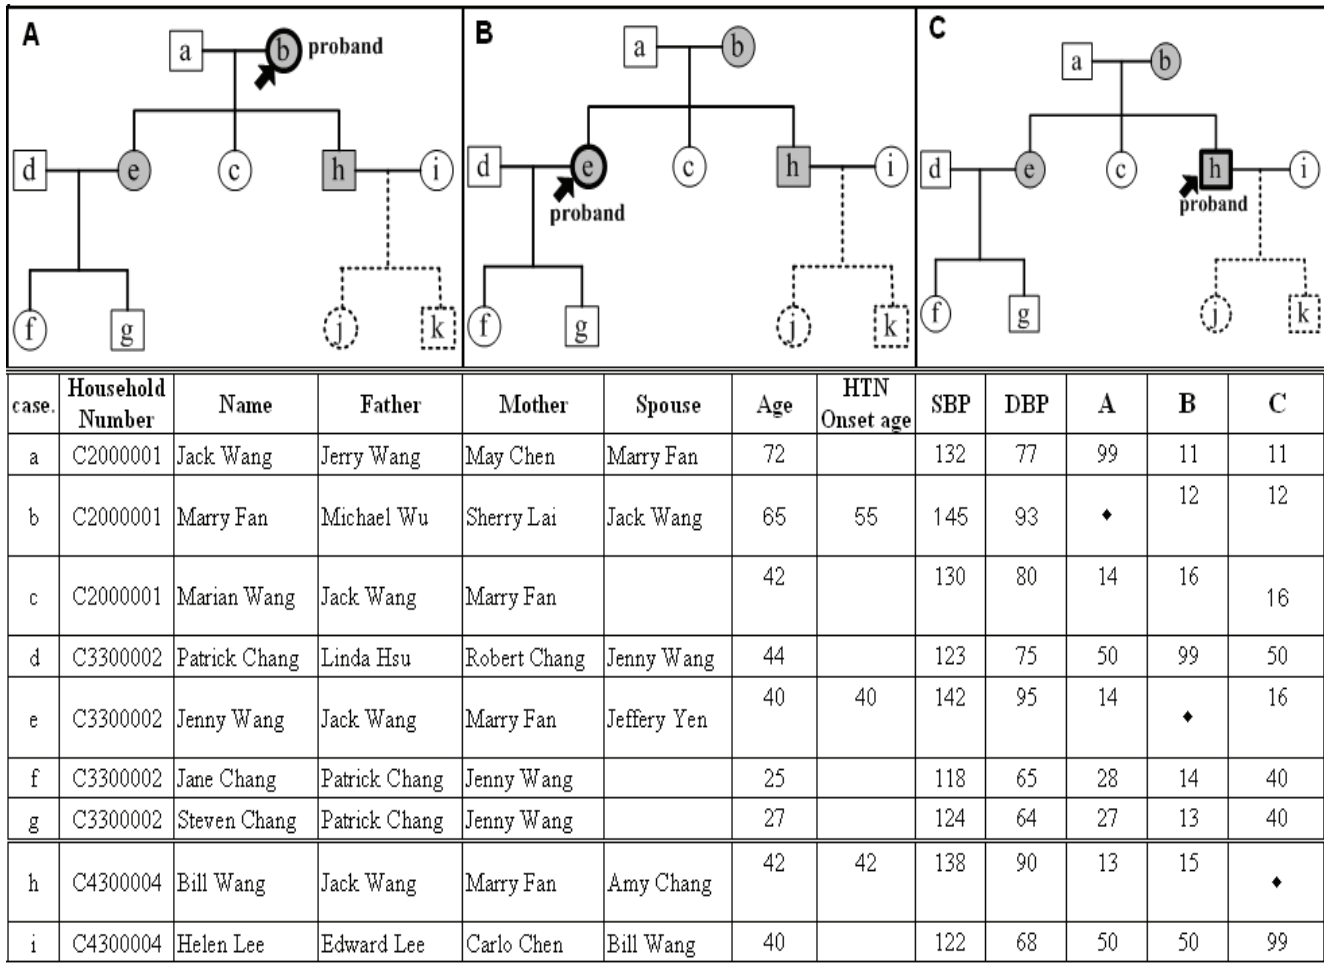 A
a
b
proband
d
e
c
h
i
f
g
j
k
B
a
b
d
e
c
h
i
proband
f
g
j
k
C
a
b
d
e
c
h
i
proband
f
g
j
k
case. Household Number Name Father Mother Spouse Age HTN Onset age SBP DBP A B C
a C2000001 Jack Wang Jerry Wang May Chen Marry Fan 72 132 77 99 11 11
b C2000001 Marry Fan Michael Wu Sherry Lai Jack Wang 65 55 145 93 ♦ 12 12
c C2000001 Marian Wang Jack Wang Marry Fan 42 130 80 14 16 16
d C3300002 Patrick Chang Linda Hsu Robert Chang Jenny Wang 44 123 75 50 99 50
e C3300002 Jenny Wang Jack Wang Marry Fan Jeffery Yen 40 40 142 95 14 ♦ 16
f C3300002 Jane Chang Patrick Chang Jenny Wang 25 118 65 28 14 40
g C3300002 Steven Chang Patrick Chang Jenny Wang 27 124 64 27 13 40
h C4300004 Bill Wang Jack Wang Marry Fan Amy Chang 42 42 138 90 13 15 ♦
i C4300004 Helen Lee Edward Lee Carlo Chen Bill Wang 40 122 68 50 50 99